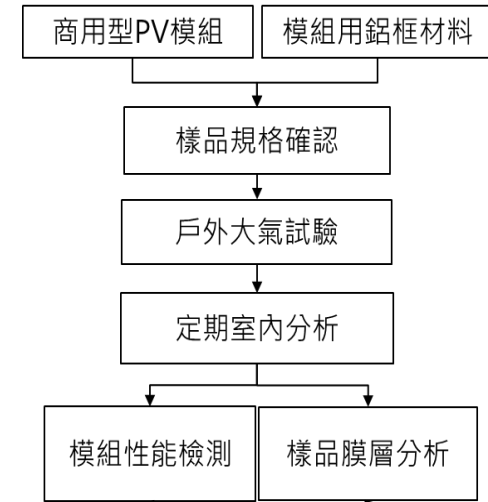 商用型PV模組
模組用鋁框材料
樣品規格確認
戶外大氣試驗
定期室內分析
模組性能檢測
樣品膜層分析